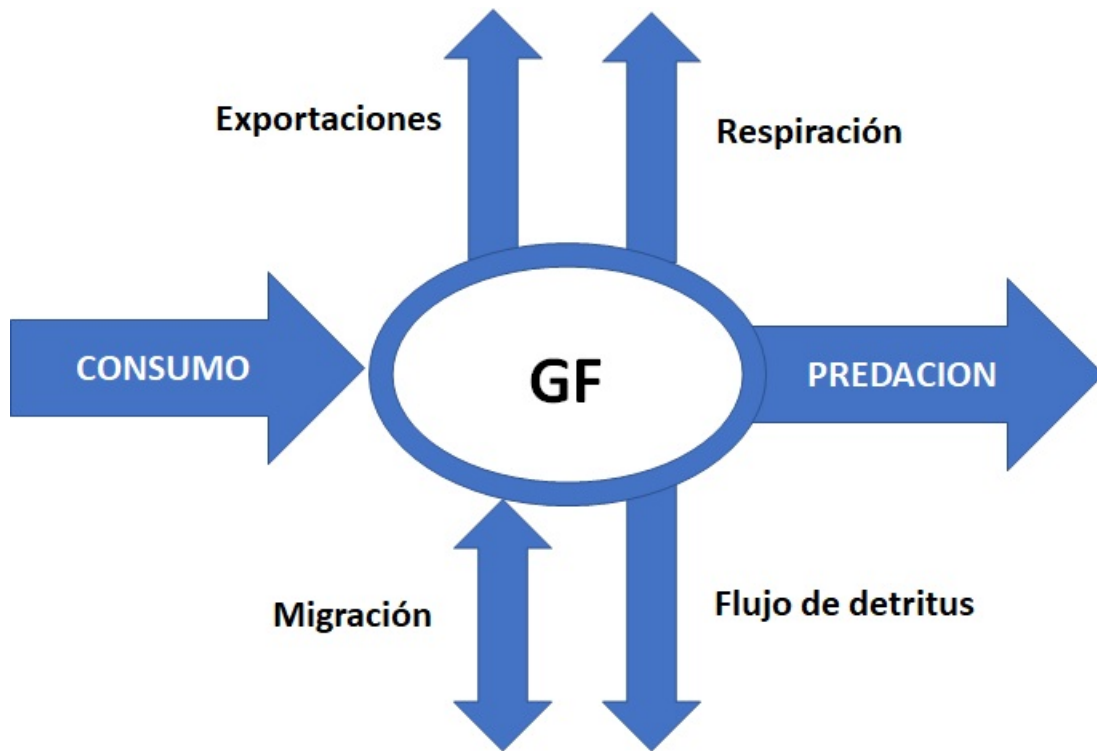 Exportaciones
Respiración
CONSUMO
GF
PREDACION
Migración
Flujo de detritus